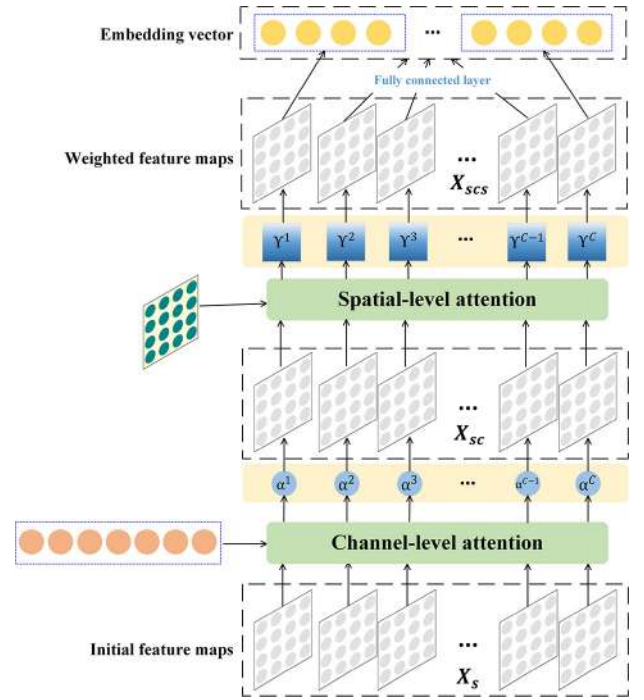 Embedding vector
...
Fully connected layer
Weighted feature maps
...
X_scs
ϒ^1 ϒ^2 ϒ^3 ... ϒ^{C-1} ϒ^C
Spatial-level attention
...
X_sc
α^1 α^2 α^3 ... α^{C-1} α^C
Channel-level attention
...
Initial feature maps
X_s